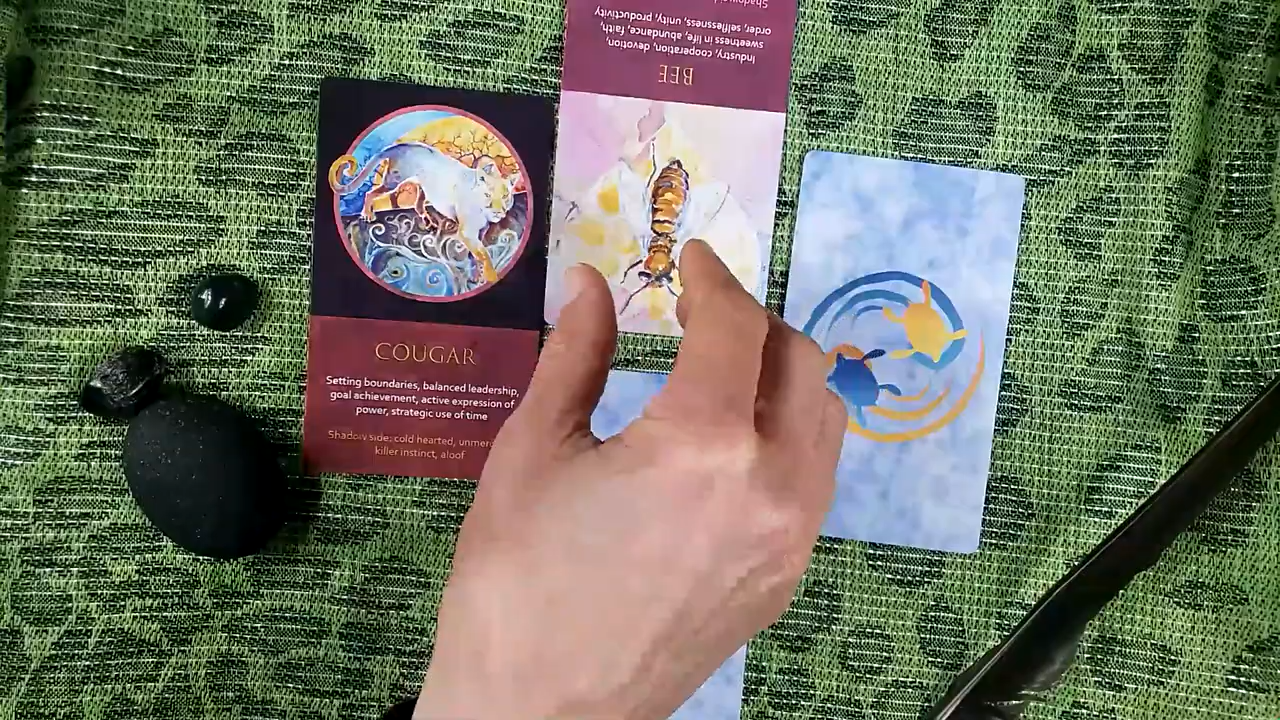 COUGAR
Setting boundaries, balanced leadership,
goal achievement, active expression of
power, strategic use of time
Shadow side: cold hearted,
killer instinct, aloof
BEE
Industry, cooperation, devotion,
sweetness in life, abundance, faith,
order, selflessness, unity, productivity